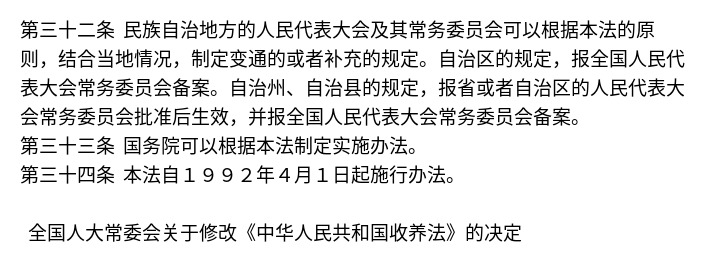 第三十二条 民族自治地方的人民代表大会及其常务委员会可以根据本法的原
则，结合当地情况，制定变通的或者补充的规定。自治区的规定，报全国人民代
表大会常务委员会备案。自治州、自治县的规定，报省或者自治区的人民代表大
会常务委员会批准后生效，并报全国人民代表大会常务委员会备案。
第三十三条 国务院可以根据本法制定实施办法。
第三十四条 本法自１９９２年４月１日起施行办法。
全国人大常委会关于修改《中华人民共和国收养法》的决定